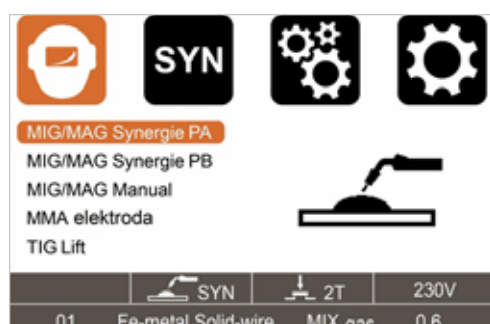 SYN
MIG/MAG Synergie PA
MIG/MAG Synergie PB
MIG/MAG Manual
MMA elektroda
TIG Lift
SYN 2T 230V
01 Fe-metal Solid-wire MIX gas 0.6